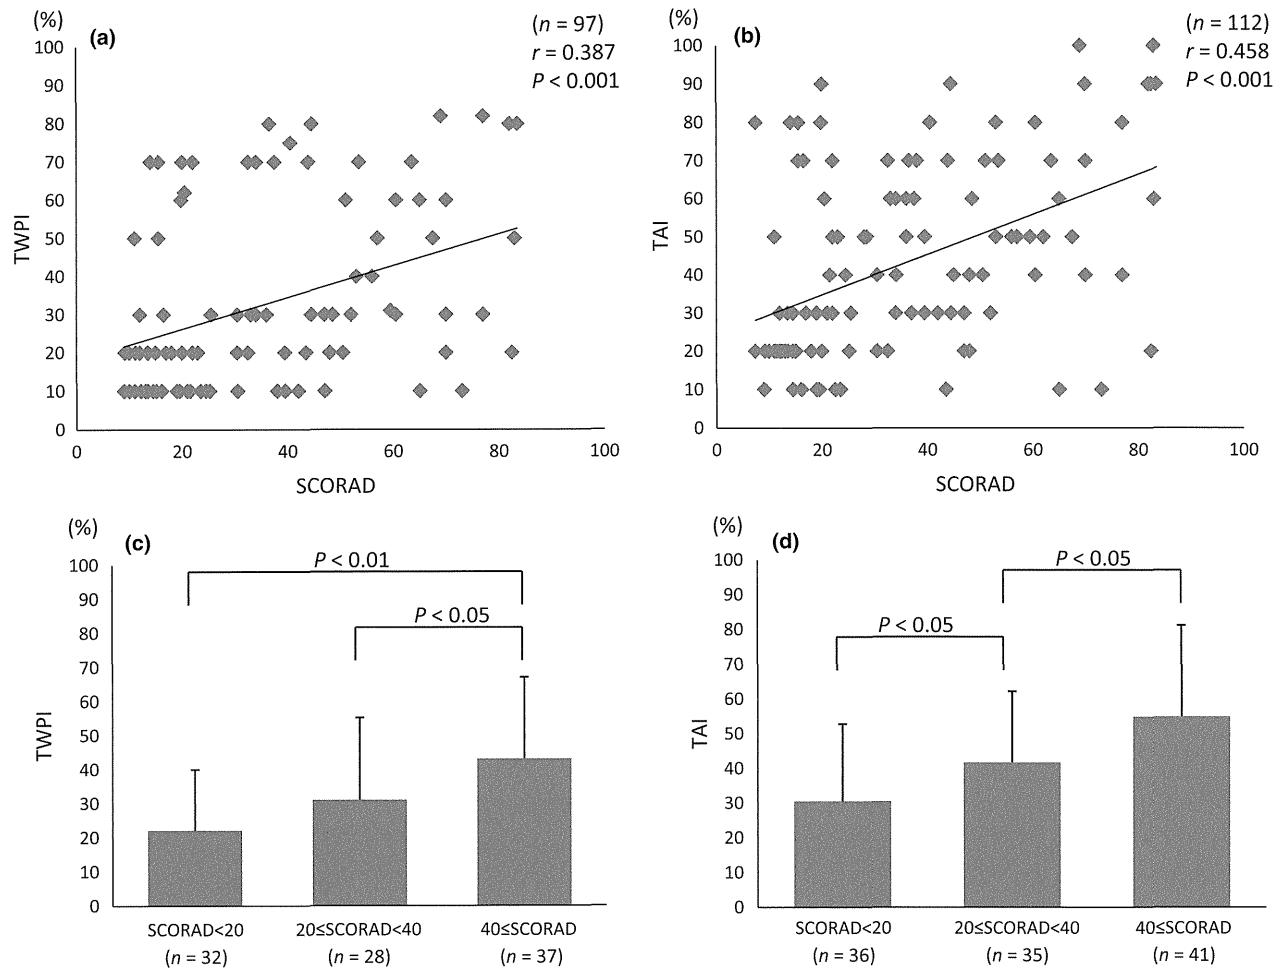 (%)
(a)
(n = 97)
r = 0.387
P < 0.001
100
90
80
70
60
50
40
30
20
10
0
TWPI
0 20 40 60 80 100
SCORAD
(%)
(b)
(n = 112)
r = 0.458
P < 0.001
100
90
80
70
60
50
40
30
20
10
0
TAI
0 20 40 60 80 100
SCORAD
(%)
(c)
P < 0.01
P < 0.05
100
90
80
70
60
50
40
30
20
10
0
TWPI
SCORAD<20 20≤SCORAD<40 40≤SCORAD
(n = 32) (n = 28) (n = 37)
(%)
(d)
P < 0.05
P < 0.05
100
90
80
70
60
50
40
30
20
10
0
TAI
SCORAD<20 20≤SCORAD<40 40≤SCORAD
(n = 36) (n = 35) (n = 41)